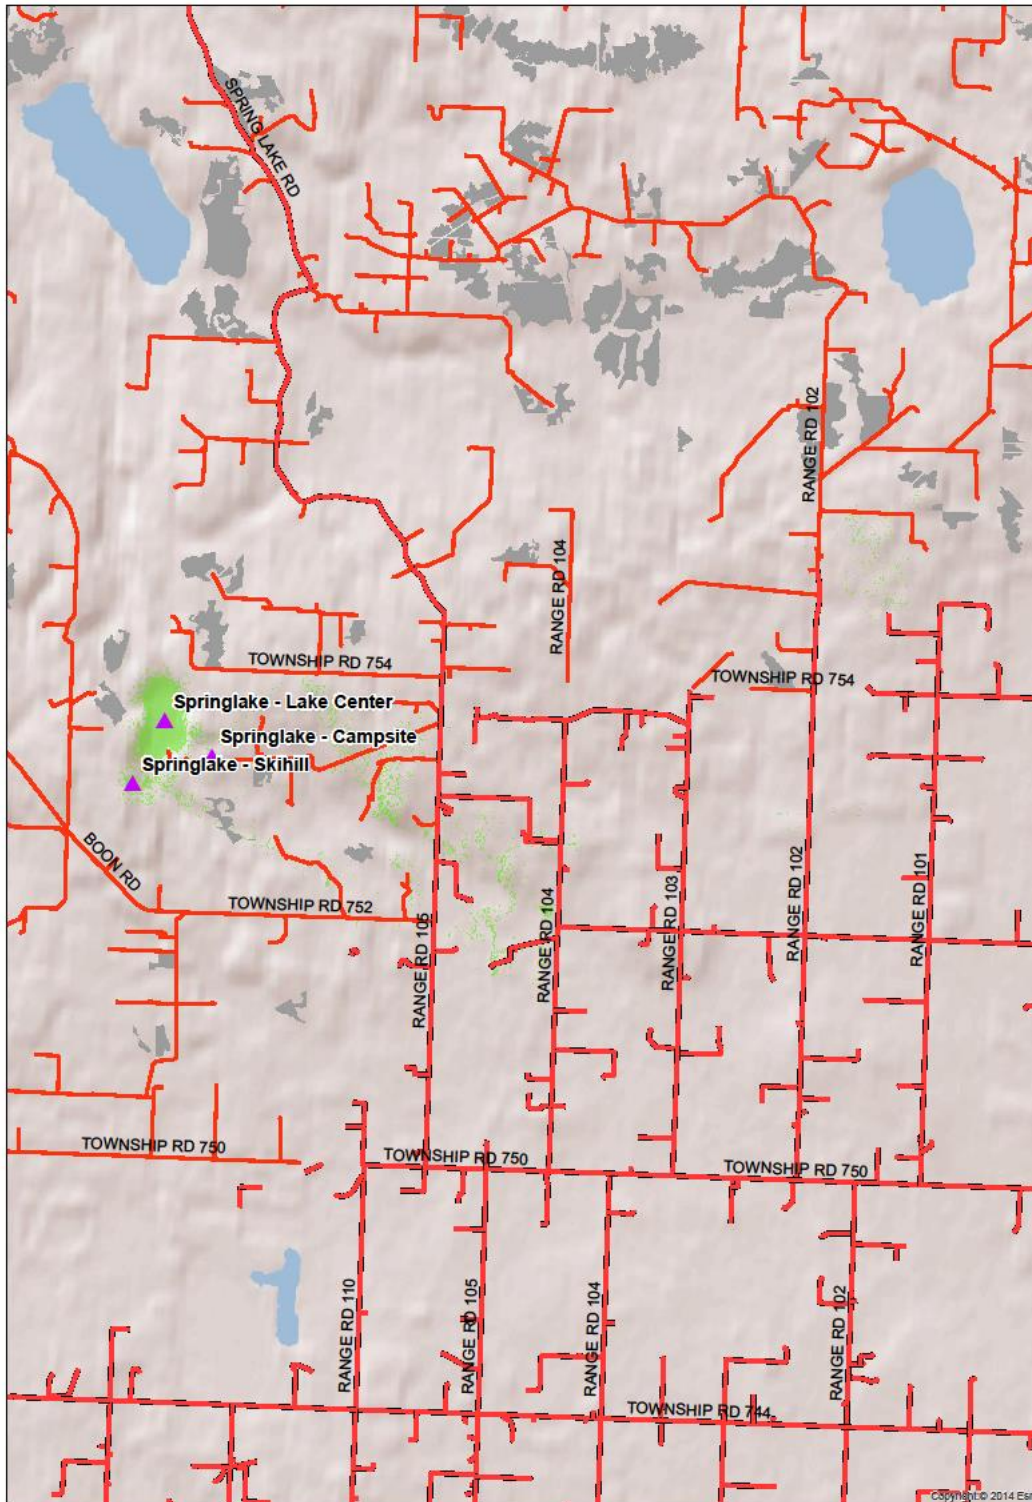 SPRING LAKE RD
RANGE RD 102
RANGE RD 104
TOWNSHIP RD 754
TOWNSHIP RD 754
Springlake - Lake Center
Springlake - Campsite
Springlake - Skihill
BOON RD
TOWNSHIP RD 752
RANGE RD 105
RANGE RD 104
RANGE RD 103
RANGE RD 102
RANGE RD 101
TOWNSHIP RD 750
TOWNSHIP RD 750
TOWNSHIP RD 750
RANGE RD 110
RANGE RD 105
RANGE RD 104
RANGE RD 102
TOWNSHIP RD 744
Copyright:© 2014 Esr